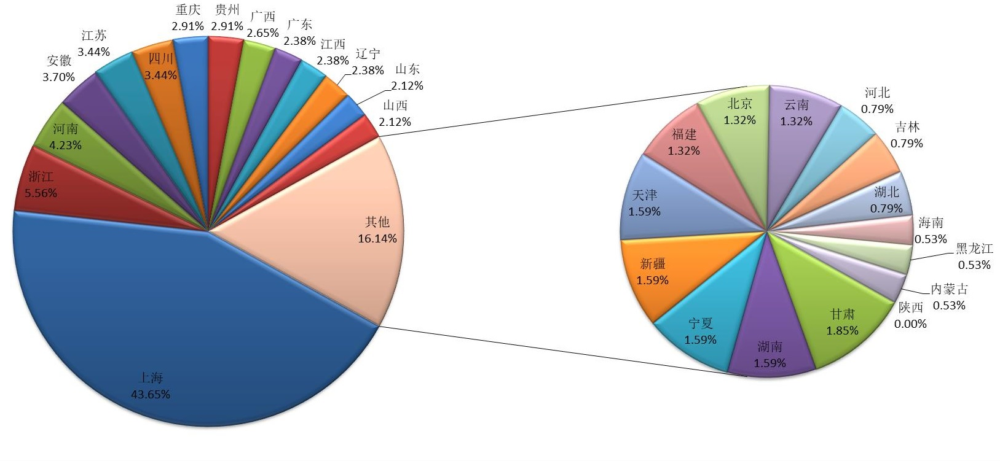 重庆
2.91%
贵州
2.91%
广西
2.65%
广东
2.38%
江西
2.38%
辽宁
2.38%
山东
2.12%
山西
2.12%
江苏
3.44%
四川
3.44%
安徽
3.70%
河南
4.23%
浙江
5.56%
其他
16.14%
上海
43.65%
北京
1.32%
云南
1.32%
河北
0.79%
吉林
0.79%
湖北
0.79%
海南
0.53%
黑龙江
0.53%
内蒙古
0.53%
陕西
0.00%
甘肃
1.85%
湖南
1.59%
宁夏
1.59%
新疆
1.59%
天津
1.59%
福建
1.32%